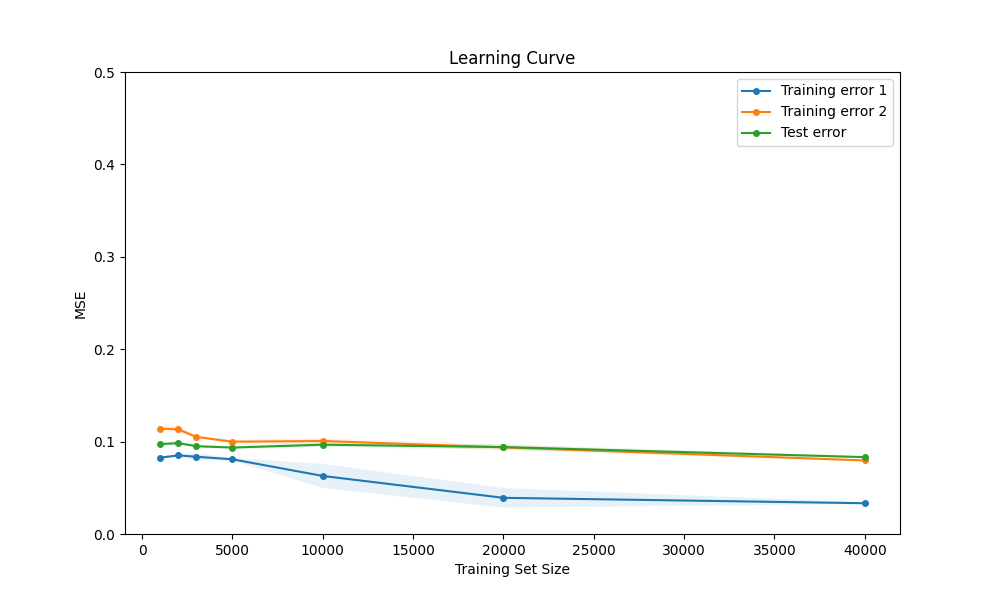 Learning Curve
0.5
0.4
0.3
0.2
0.1
0.0
MSE
Training error 1
Training error 2
Test error
0 5000 10000 15000 20000 25000 30000 35000 40000
Training Set Size